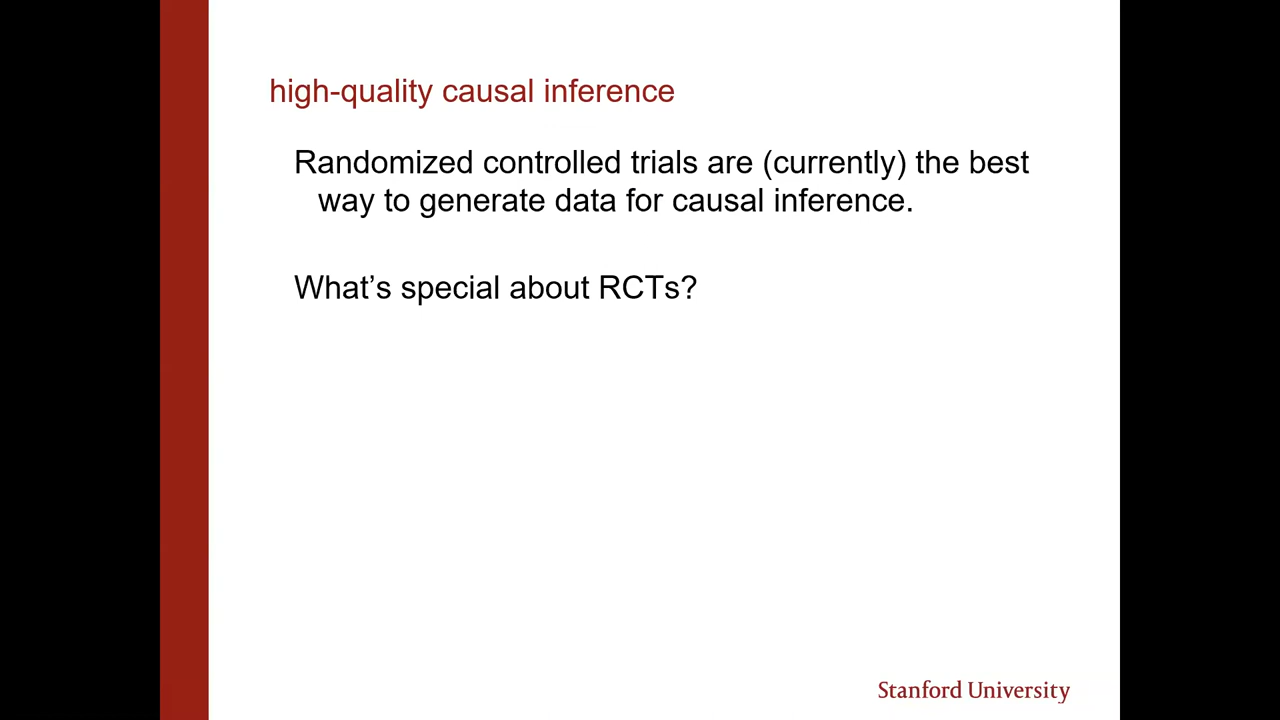 high-quality causal inference
Randomized controlled trials are (currently) the best
way to generate data for causal inference.
What’s special about RCTs?
Stanford University